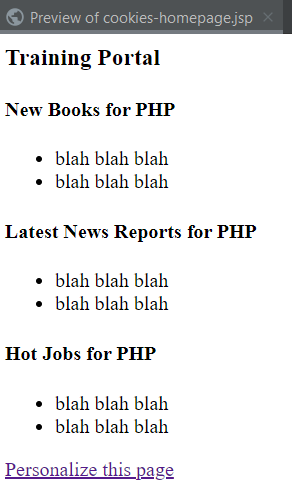 Preview of cookies-homepage.jsp
Training Portal
New Books for PHP
blah blah blah
blah blah blah
Latest News Reports for PHP
blah blah blah
blah blah blah
Hot Jobs for PHP
blah blah blah
blah blah blah
Personalize this page